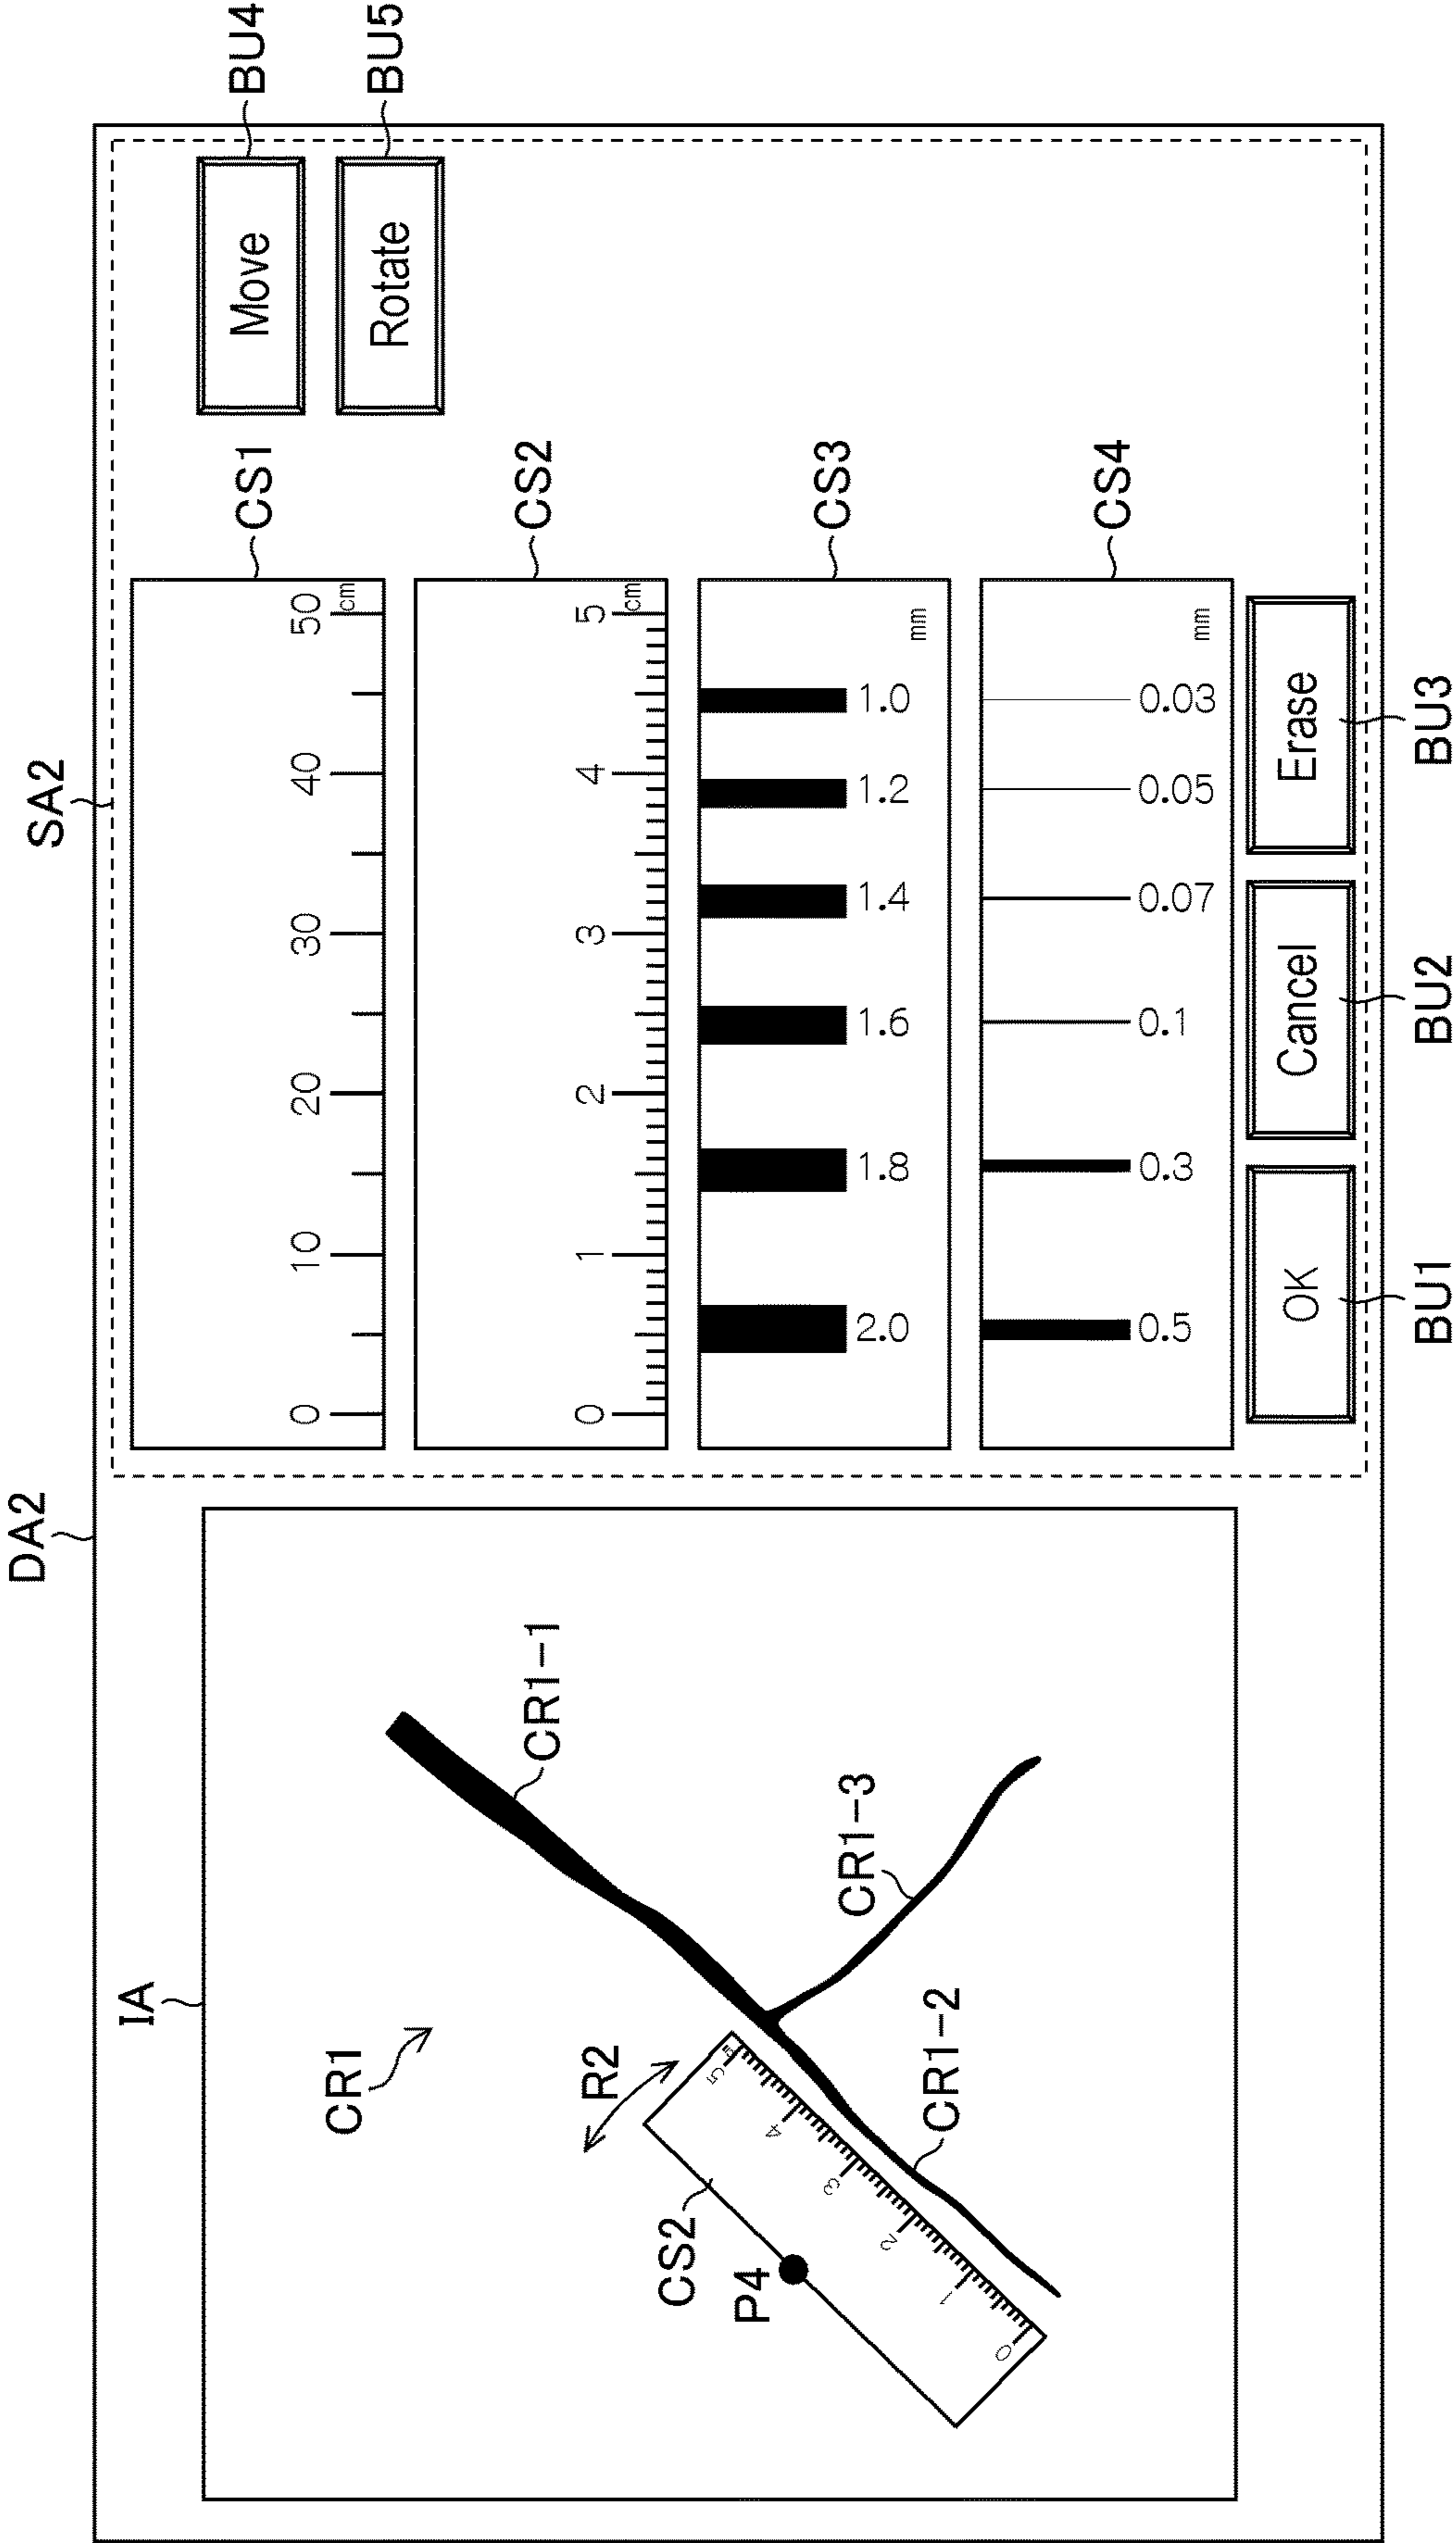 DA2
SA2
IA
CR1
R2
CR1-1
CS2
P4
CR1-3
CR1-2
0 1 2 3 4 5
0 10 20 30 40 50
cm
CS1
0 1 2 3 4 5
cm
CS2
2.0 1.8 1.6 1.4 1.2 1.0
mm
CS3
0.5 0.3 0.1 0.07 0.05 0.03
mm
CS4
Move
BU4
Rotate
BU5
OK Cancel Erase
BU1 BU2 BU3